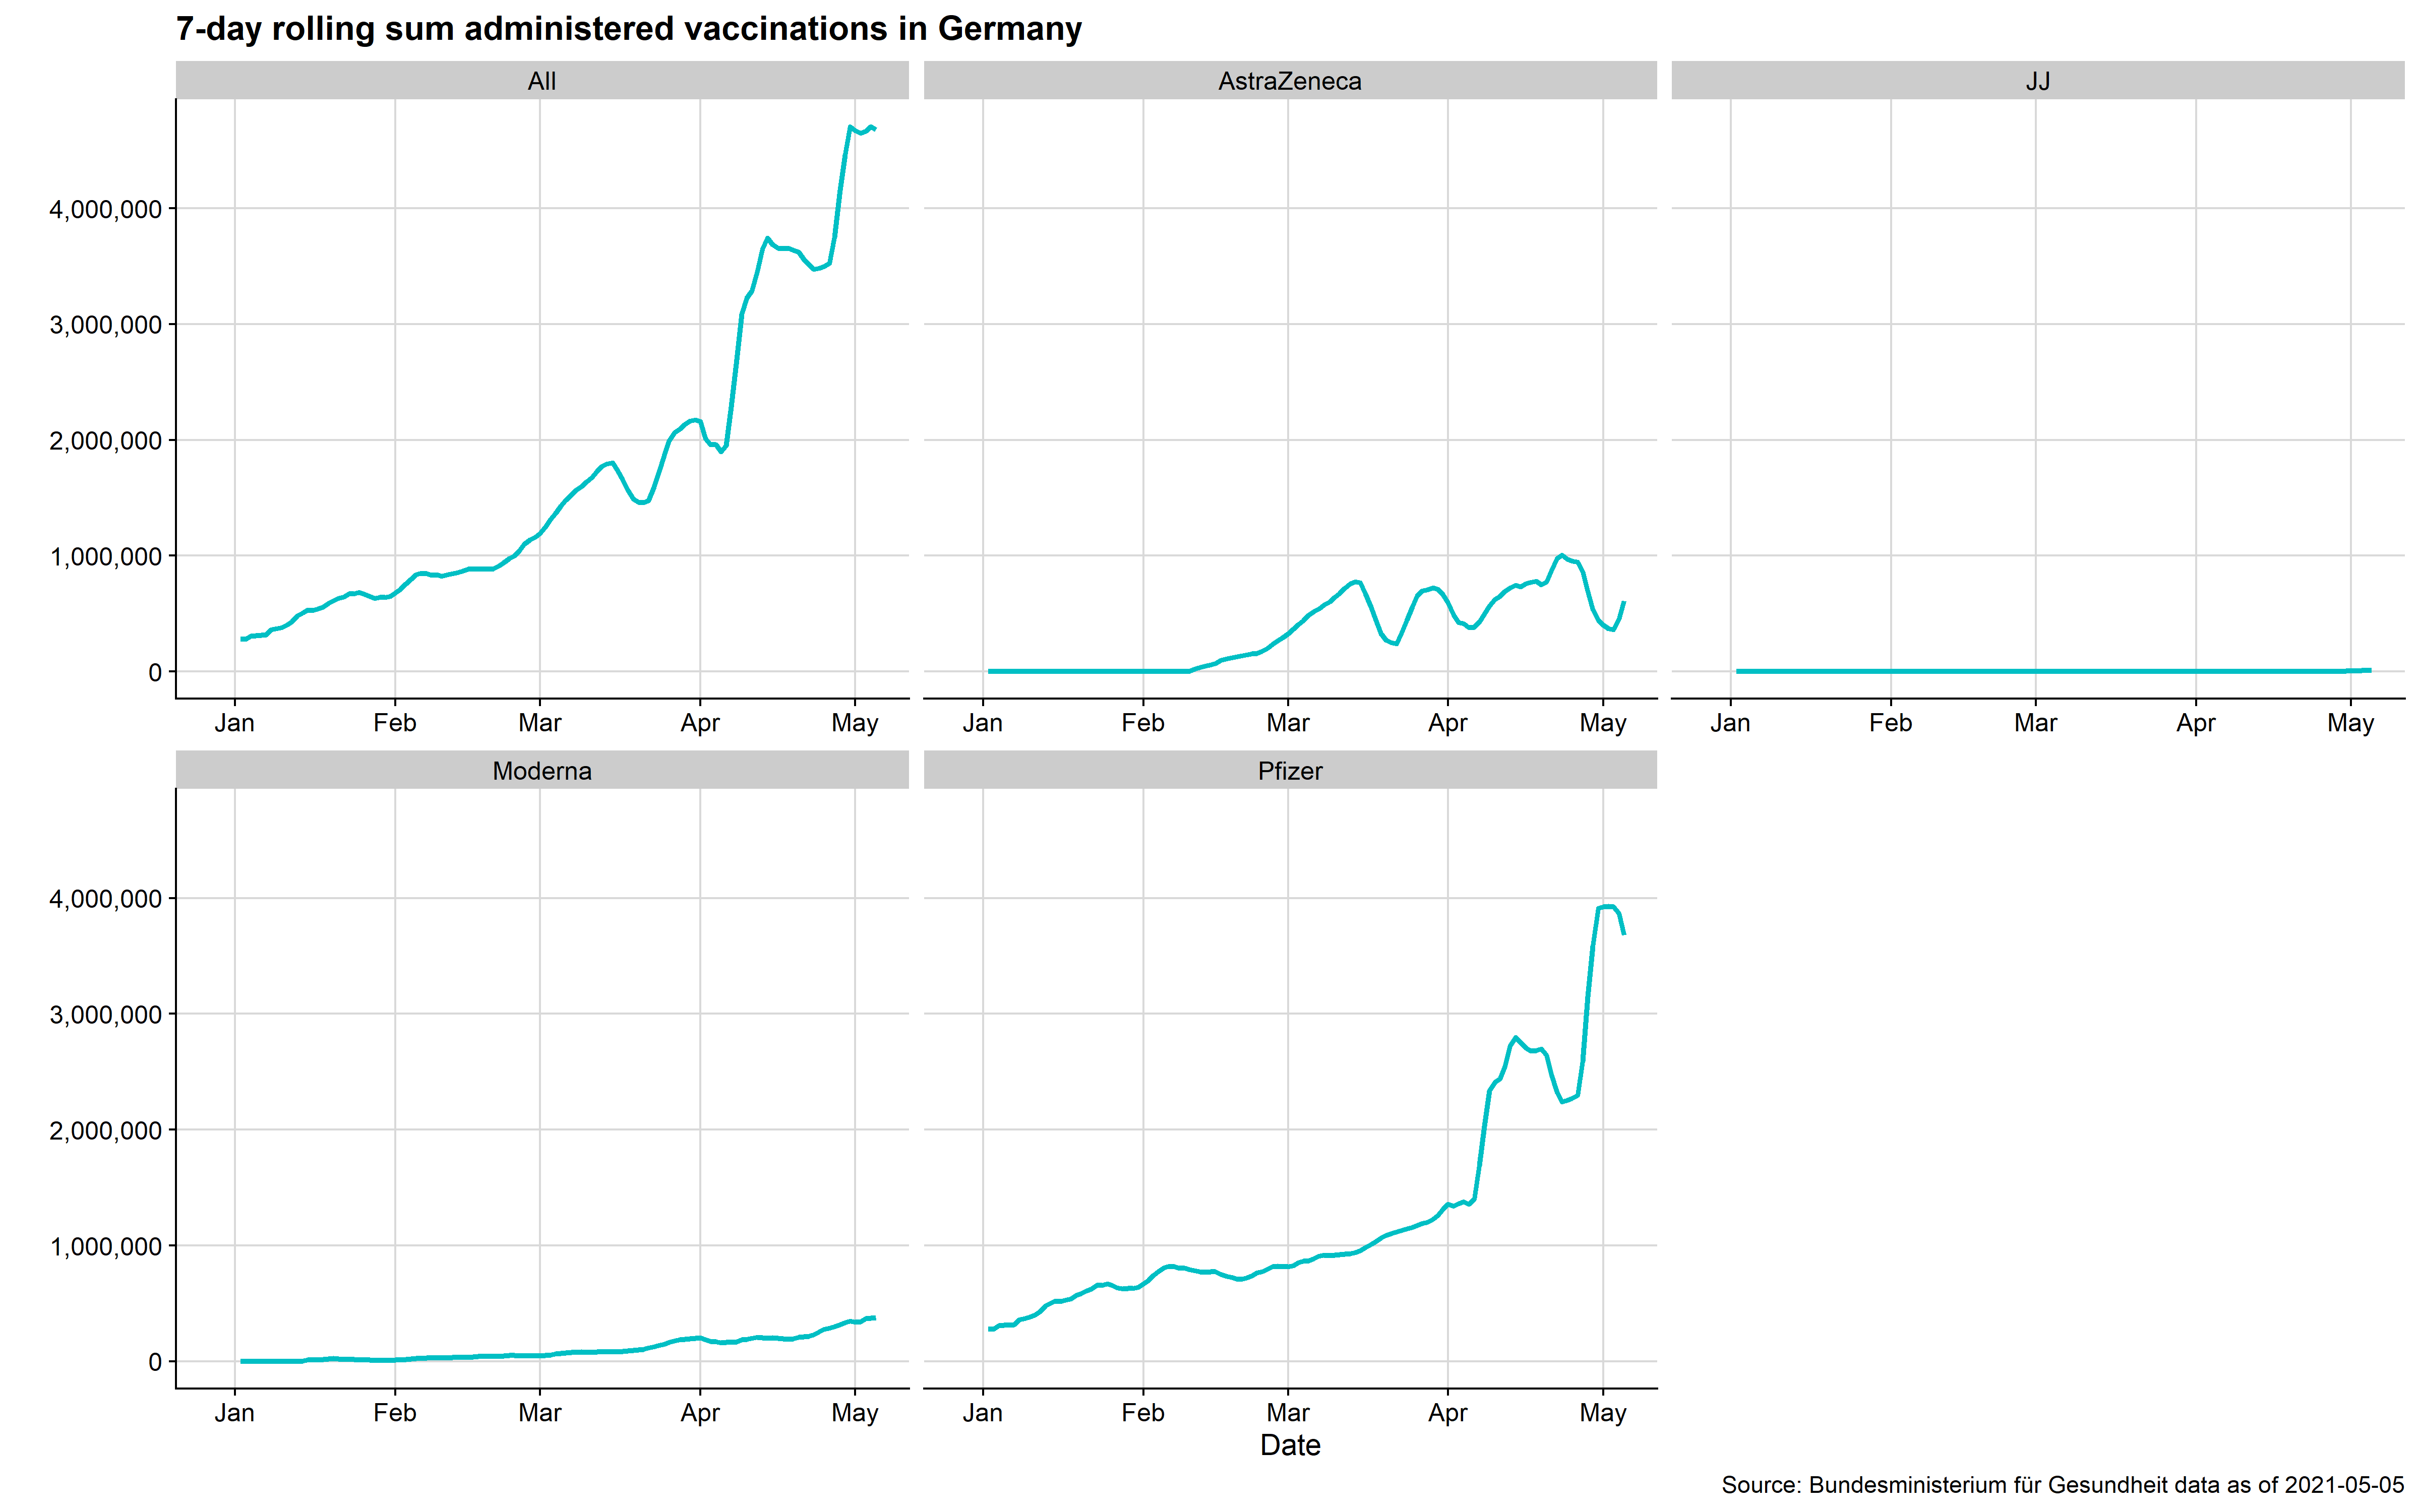 7-day rolling sum administered vaccinations in Germany
All
AstraZeneca
JJ
4,000,000
3,000,000
2,000,000
1,000,000
0
Jan Feb Mar Apr May
Jan Feb Mar Apr May
Jan Feb Mar Apr May
Moderna
Pfizer
4,000,000
3,000,000
2,000,000
1,000,000
0
Jan Feb Mar Apr May
Jan Feb Mar Apr May
Date
Source: Bundesministerium für Gesundheit data as of 2021-05-05